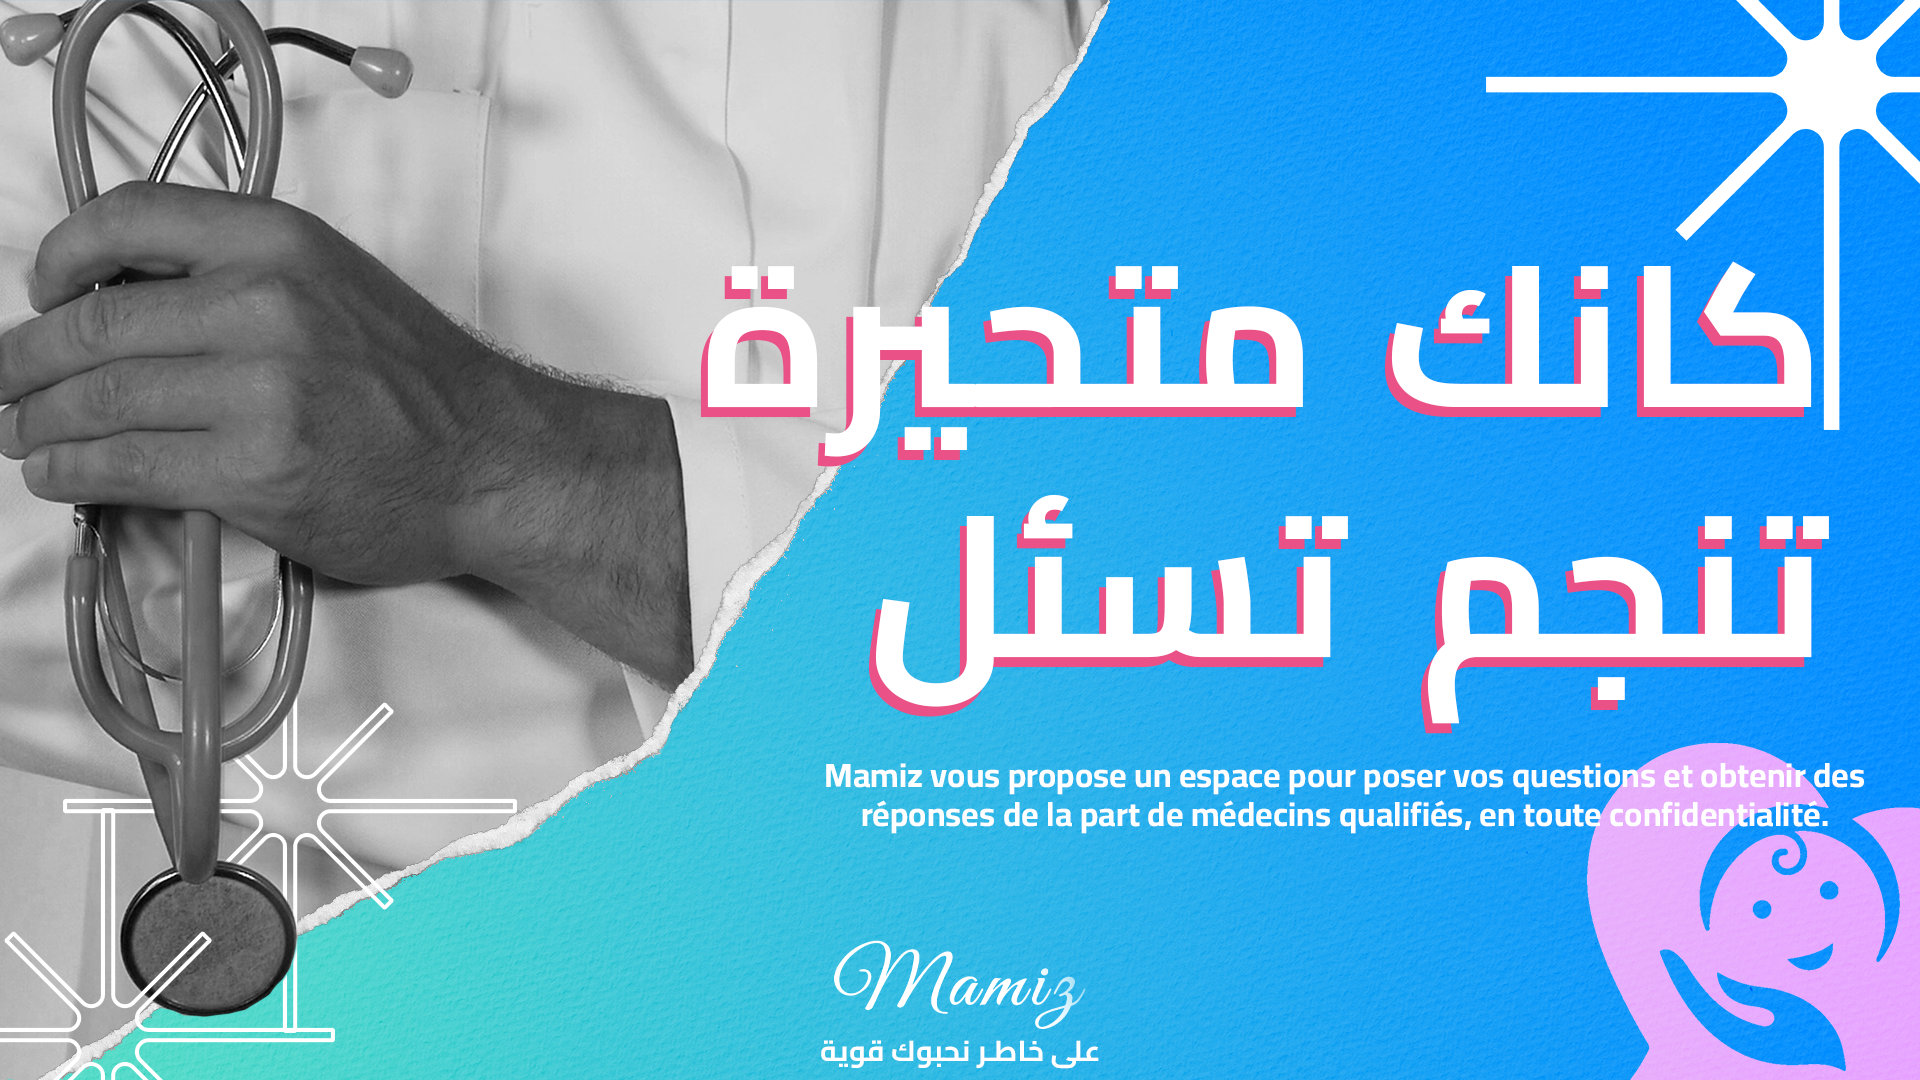 كانك متحيرة
تنجم تسئل
Mamiz vous propose un espace pour poser vos questions et obtenir des
réponses de la part de médecins qualifiés, en toute confidentialité.
Mamiz
على خاطر نحبوك قوية